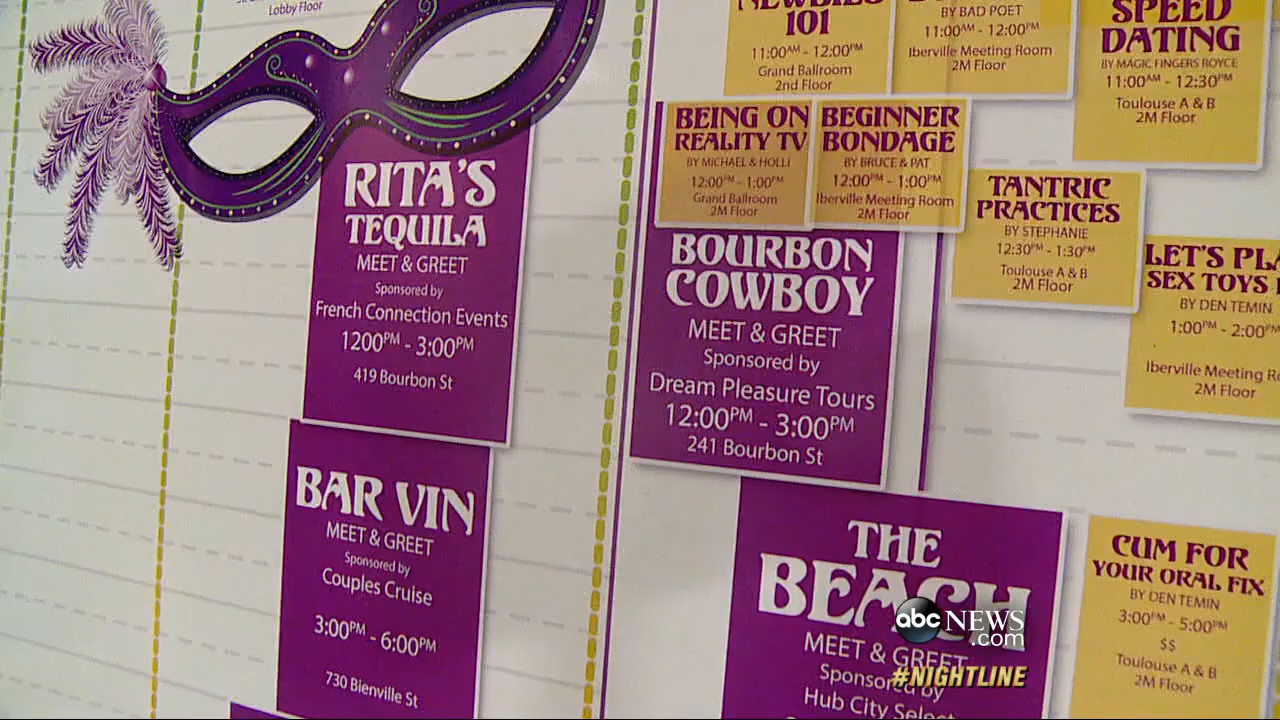 Lobby Floor
RITA'S
TEQUILA
MEET & GREET
Sponsored by
French Connection Events
1200PM - 3:00PM
419 Bourbon St
BAR VIN
MEET & GREET
Sponsored by
Couples Cruise
3:00PM - 6:00PM
730 Bienville St
NEWBIES
101
11:00AM - 12:00PM
Grand Ballroom
2nd Floor
BY BAD POET
11:00AM - 12:00PM
Iberville Meeting Room
2M Floor
SPEED
DATING
BY MAGIC FINGERS ROYCE
11:00AM - 12:30PM
Toulouse A & B
2M Floor
BEING ON
REALITY TV
BY MICHAEL & HOLLI
12:00PM - 1:00PM
Grand Ballroom
2M Floor
BEGINNER
BONDAGE
BY BRUCE & PAT
12:00PM - 1:00PM
Iberville Meeting Room
2M Floor
TANTRIC
PRACTICES
BY STEPHANIE
12:30PM - 1:30PM
Toulouse A & B
2M Floor
LET'S PLA
SEX TOYS
BY DEN TEMIN
1:00PM - 2:00PM
Iberville Meeting Ro
2M Floor
BOURBON
COWBOY
MEET & GREET
Sponsored by
Dream Pleasure Tours
12:00PM - 3:00PM
241 Bourbon St
THE
BEACH
MEET & GREET
Sponsored by
Hub City Select
CUM FOR
YOUR ORAL FIX
BY DEN TEMIN
3:00PM - 5:00PM
$$
Toulouse A & B
2M Floor
abc NEWS
.com
#NIGHTLINE